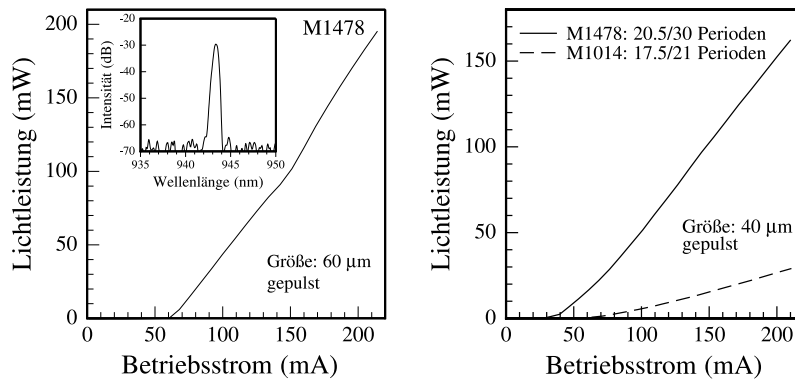 M1478
Lichtleistung (mW)
200
150
100
50
0
0
50
100
150
200
Betriebsstrom (mA)
Größe: 60 µm
gepulst
Intensität (dB)
-20
-30
-40
-50
-60
-70
935
940
945
950
Wellenlänge (nm)
M1478: 20.5/30 Perioden
M1014: 17.5/21 Perioden
Lichtleistung (mW)
150
100
50
0
0
50
100
150
200
Betriebsstrom (mA)
Größe: 40 µm
gepulst